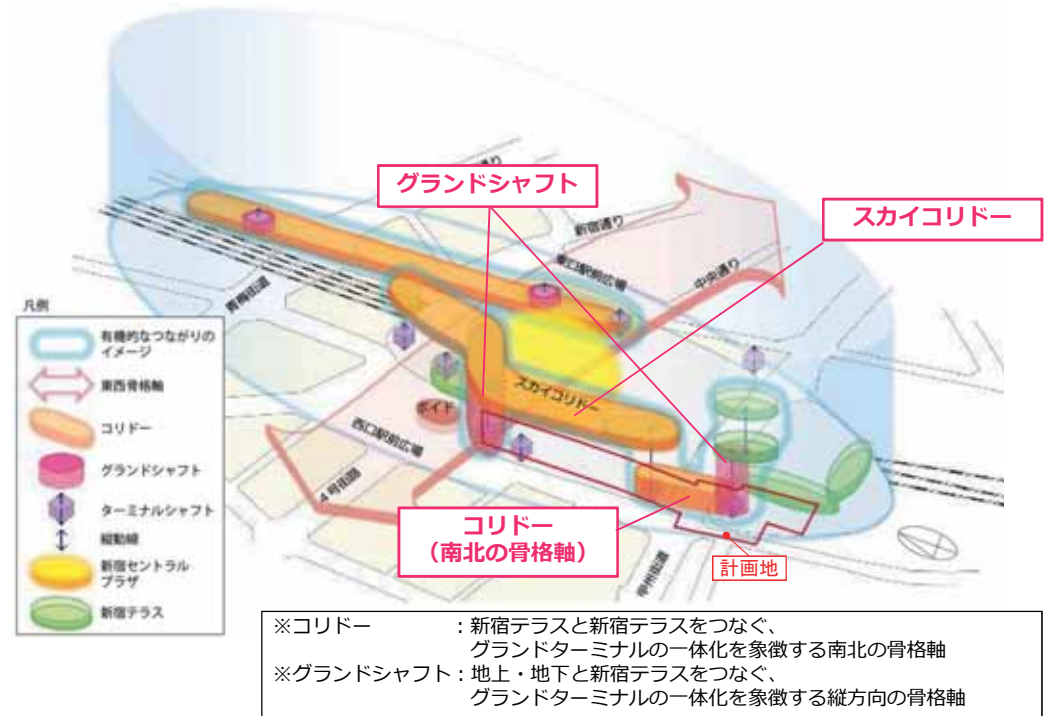 通り
グランドシャフト
スカイコリドー
新宿通り
東口駅前広場
中央通り
青梅街道
凡例
有機的なつながりの
イメージ
東西骨格軸
コリドー
グランドシャフト
ターミナルシャフト
縦動線
新宿セントラル
プラザ
新宿テラス
スカイコリドー
ボイド
西口駅前広場
4号街路
コリドー
（南北の骨格軸）
甲州街道
計画地
※コリドー　　　　：新宿テラスと新宿テラスをつなぐ、
グランドターミナルの一体化を象徴する南北の骨格軸
※グランドシャフト：地上・地下と新宿テラスをつなぐ、
グランドターミナルの一体化を象徴する縦方向の骨格軸